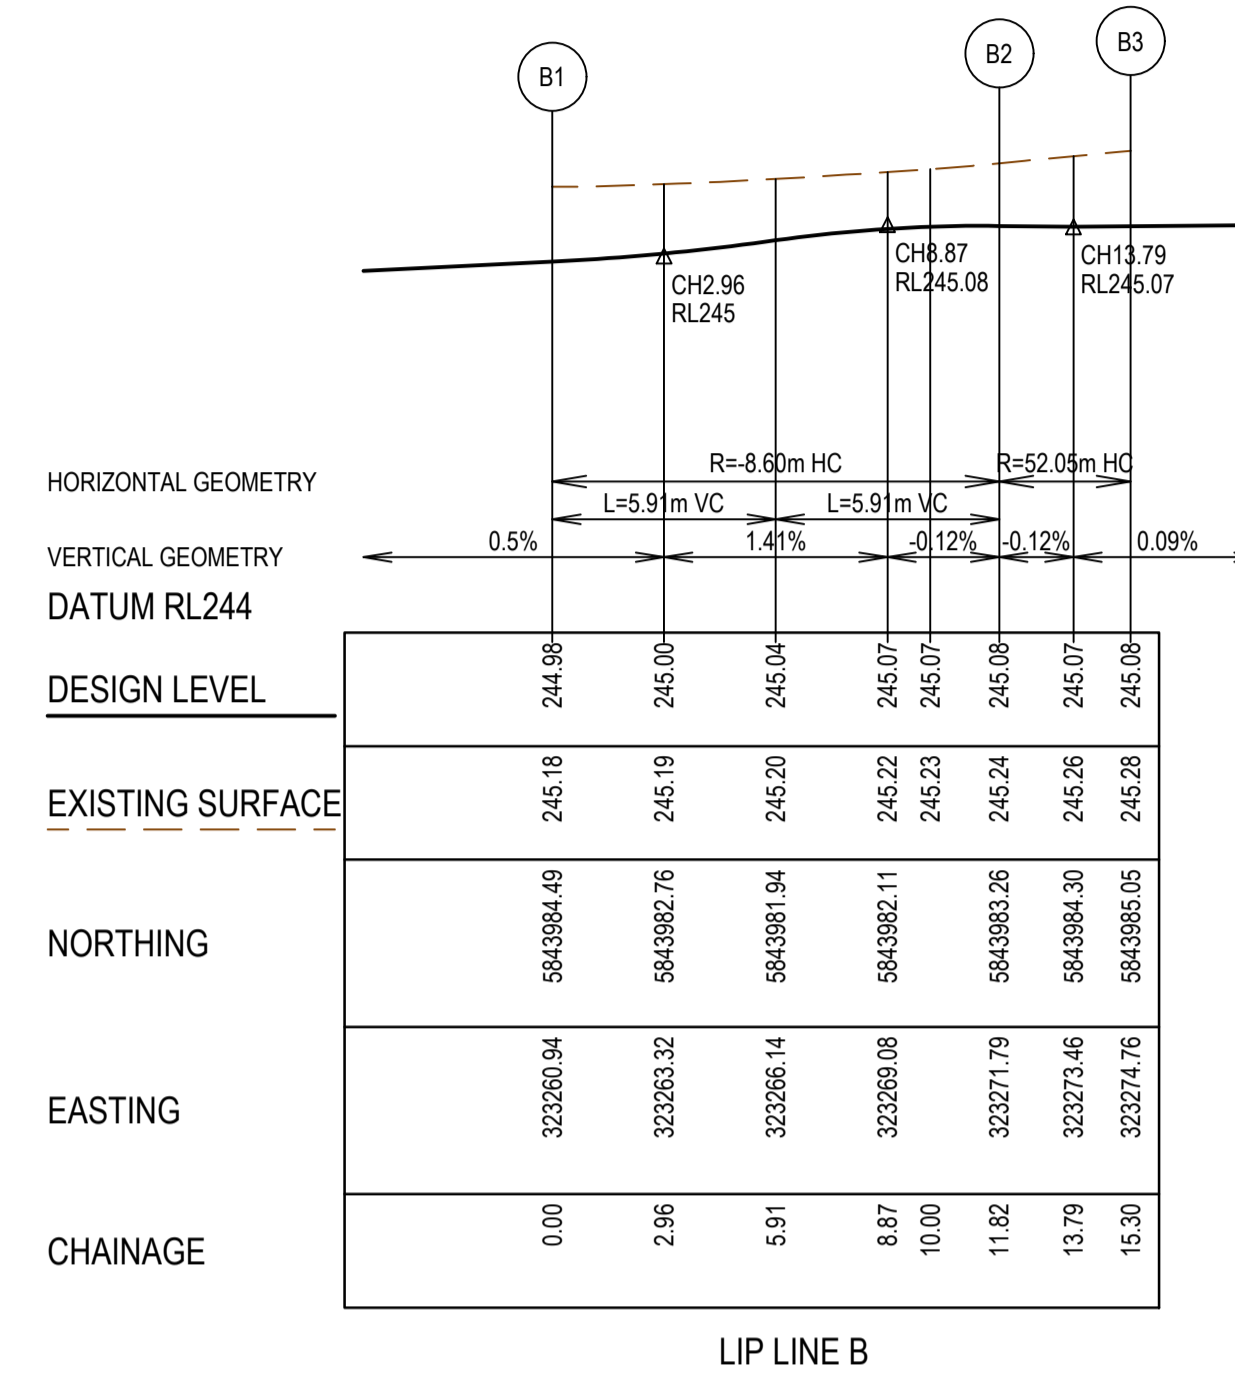 B1
B2
B3
CH2.96
RL245
CH8.87
RL245.08
CH13.79
RL245.07
HORIZONTAL GEOMETRY
R=-8.60m HC
R=52.05m HC
L=5.91m VC
L=5.91m VC
VERTICAL GEOMETRY
0.5%
1.41%
-0.12%
-0.12%
0.09%
DATUM RL244
DESIGN LEVEL
244.98
245.00
245.04
245.07
245.07
245.08
245.07
245.08
EXISTING SURFACE
245.18
245.19
245.20
245.22
245.23
245.24
245.26
245.28
NORTHING
5843984.49
5843982.76
5843981.94
5843982.11
5843983.26
5843984.30
5843985.05
EASTING
323260.94
323263.32
323266.14
323269.08
323271.79
323273.46
323274.76
CHAINAGE
0.00
2.96
5.91
8.87
10.00
11.82
13.79
15.30
LIP LINE B